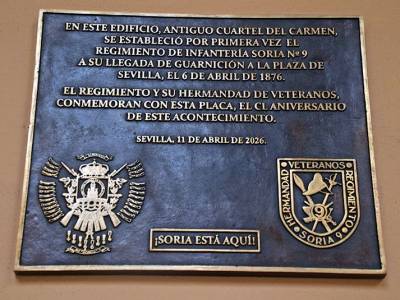 EN ESTE EDIFICIO, ANTIGUO CUARTEL DEL CARMEN,
SE ESTABLECIÓ POR PRIMERA VEZ EL
REGIMIENTO DE INFANTERÍA SORIA Nº 9
A SU LLEGADA DE GUARNICIÓN A LA PLAZA DE
SEVILLA, EL 6 DE ABRIL DE 1876.
EL REGIMIENTO Y SU HERMANDAD DE VETERANOS,
CONMEMORAN CON ESTA PLACA, EL CL ANIVERSARIO
DE ESTE ACONTECIMIENTO.
SEVILLA, 11 DE ABRIL DE 2026.
HERMANDAD VETERANOS REGIMIENTO
9
SORIA 9
¡SORIA ESTÁ AQUÍ!